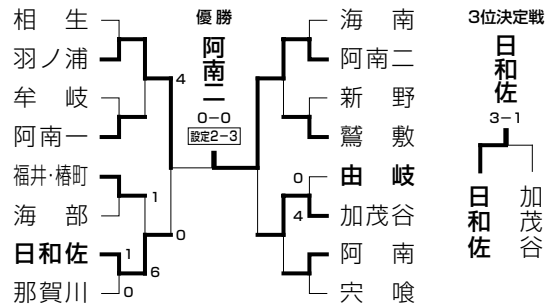 相生
羽ノ浦
牟岐
阿南一
福井・椿町
海部
日和佐
那賀川
4
1
0
1
6
0
優勝
阿南二
0−0
設定2−3
海南
阿南二
新野
鷲敷
由岐
加茂谷
阿南
宍喰
0
4
3位決定戦
日和佐
3−1
日和佐
加茂谷